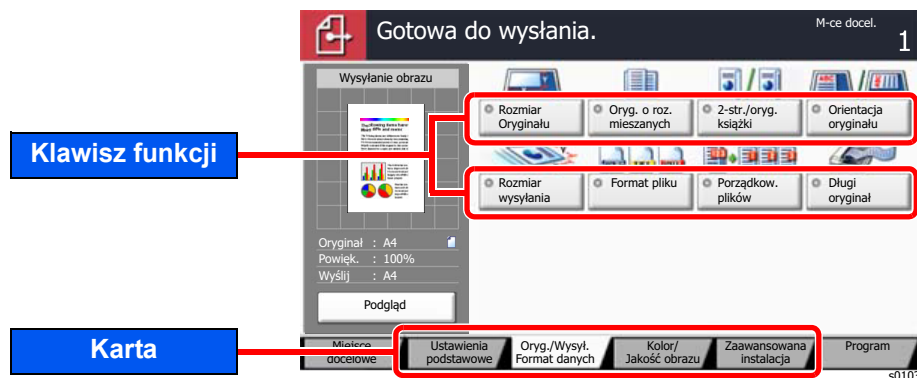 Gotowa do wysłania.
M-ce docel.
1
Wysyłanie obrazu
Klawisz funkcji
Rozmiar
Oryginału
Oryg. o roz.
mieszanych
2-str./oryg.
książki
Orientacja
oryginału
Rozmiar
wysyłania
Format pliku
Porządkow.
plików
Długi
oryginał
Oryginał : A4
Powięk. : 100%
Wyślij : A4
Podgląd
Karta
Miejsce
docelowe
Ustawienia
podstawowe
Oryg./Wysył.
Format danych
Kolor/
Jakość obrazu
Zaawansowana
instalacja
Program